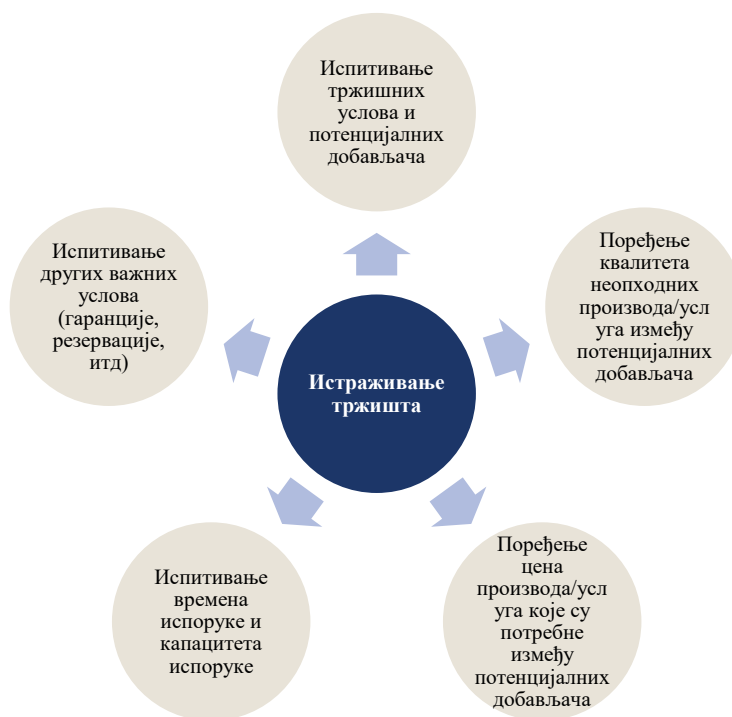 Испитивање
тржишних
услова и
потенцијалних
добављача
Поређење
квалитета
неопходних
производа/усл
уга између
потенцијалних
добављача
Поређење
цена
производа/усл
уга које су
потребне
између
потенцијалних
добављача
Испитивање
времена
испоруке и
капацитета
испоруке
Испитивање
других важних
услова
(гаранције,
резервације,
итд)
Истраживање
тржишта